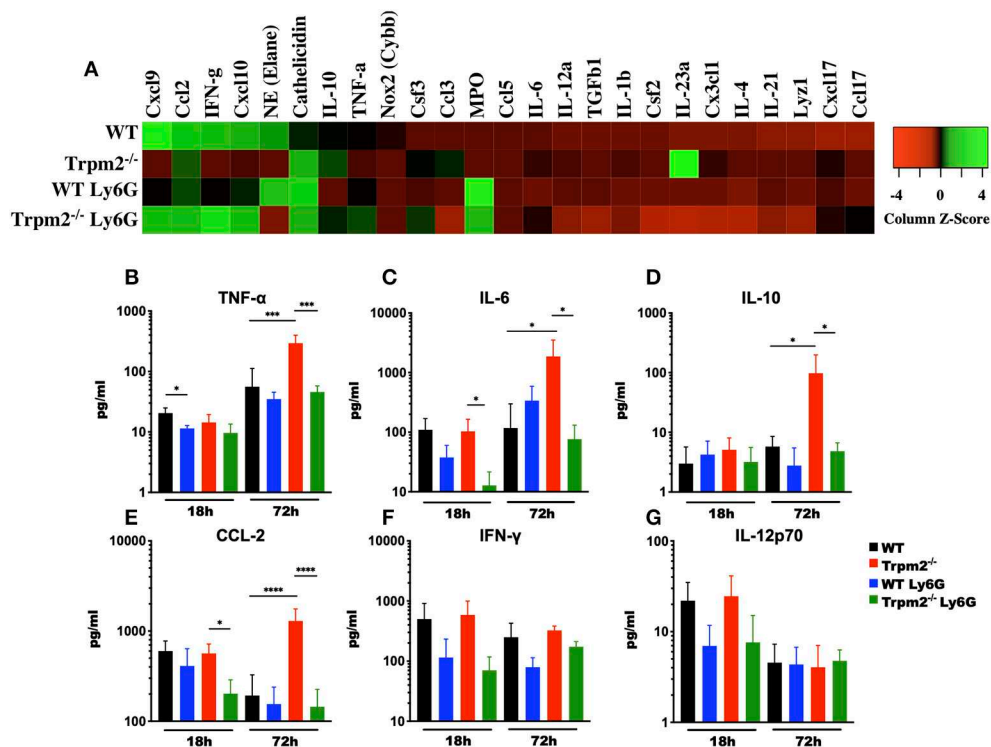 A
Cxcl9 Ccl2 IFN-g Cxcl10 NE (Elane) Cathelicidin IL-10 TNF-a Nox2 (Cybb) Csf3 Ccl3 MPO Ccl5 IL-6 IL-12a TGFb1 IL-1b Csf2 IL-23a Cx3cl1 IL-4 IL-21 Lyz1 Cxcl17 Ccl17
WT
Trpm2-/-
WT Ly6G
Trpm2-/- Ly6G
-4 0 4
Column Z-Score
B
TNF-α
pg/ml
1000
100
10
1
*
***
***
18h 72h
C
IL-6
pg/ml
10000
1000
100
10
*
*
*
18h 72h
D
IL-10
pg/ml
1000
100
10
1
*
*
18h 72h
E
CCL-2
pg/ml
10000
1000
100
*
****
****
18h 72h
F
IFN-γ
pg/ml
10000
1000
100
10
18h 72h
G
IL-12p70
pg/ml
100
10
1
18h 72h
WT
Trpm2-/-
WT Ly6G
Trpm2-/- Ly6G